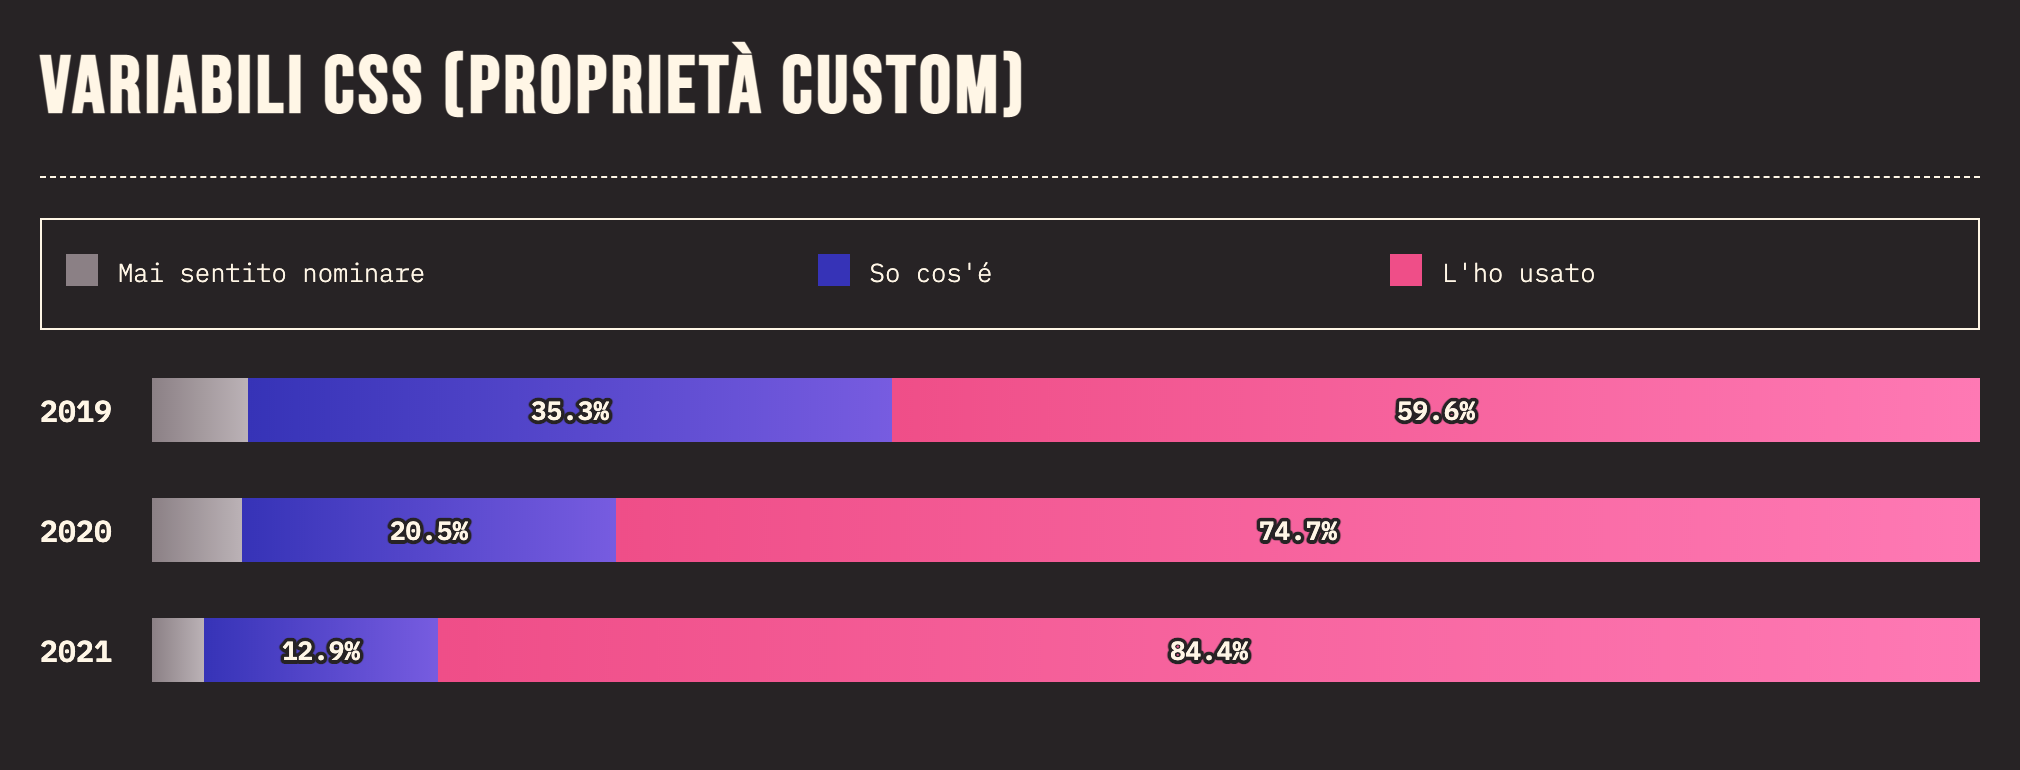 VARIABILI CSS (PROPRIETÀ CUSTOM)
Mai sentito nominare So cos'é L'ho usato
2019 35.3% 59.6%
2020 20.5% 74.7%
2021 12.9% 84.4%